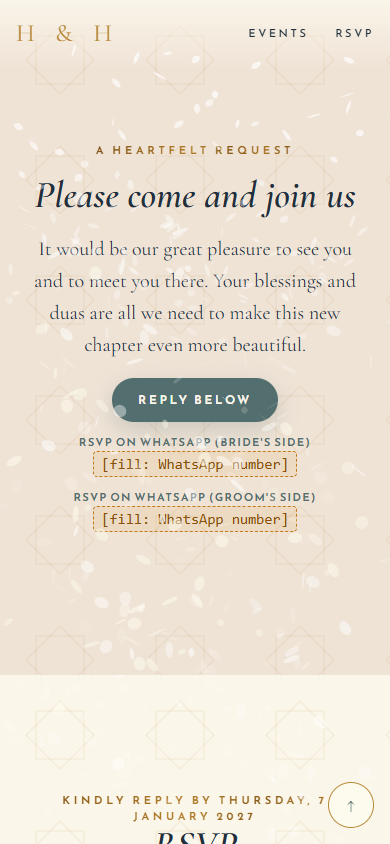 H & H
EVENTS RSVP
A HEARTFELT REQUEST
Please come and join us
It would be our great pleasure to see you
and to meet you there. Your blessings and
duas are all we need to make this new
chapter even more beautiful.
REPLY BELOW
RSVP ON WHATSAPP (BRIDE'S SIDE)
[fill: WhatsApp number]
RSVP ON WHATSAPP (GROOM'S SIDE)
[fill: WhatsApp number]
KINDLY REPLY BY THURSDAY, 7
JANUARY 2027
RSVP
↑